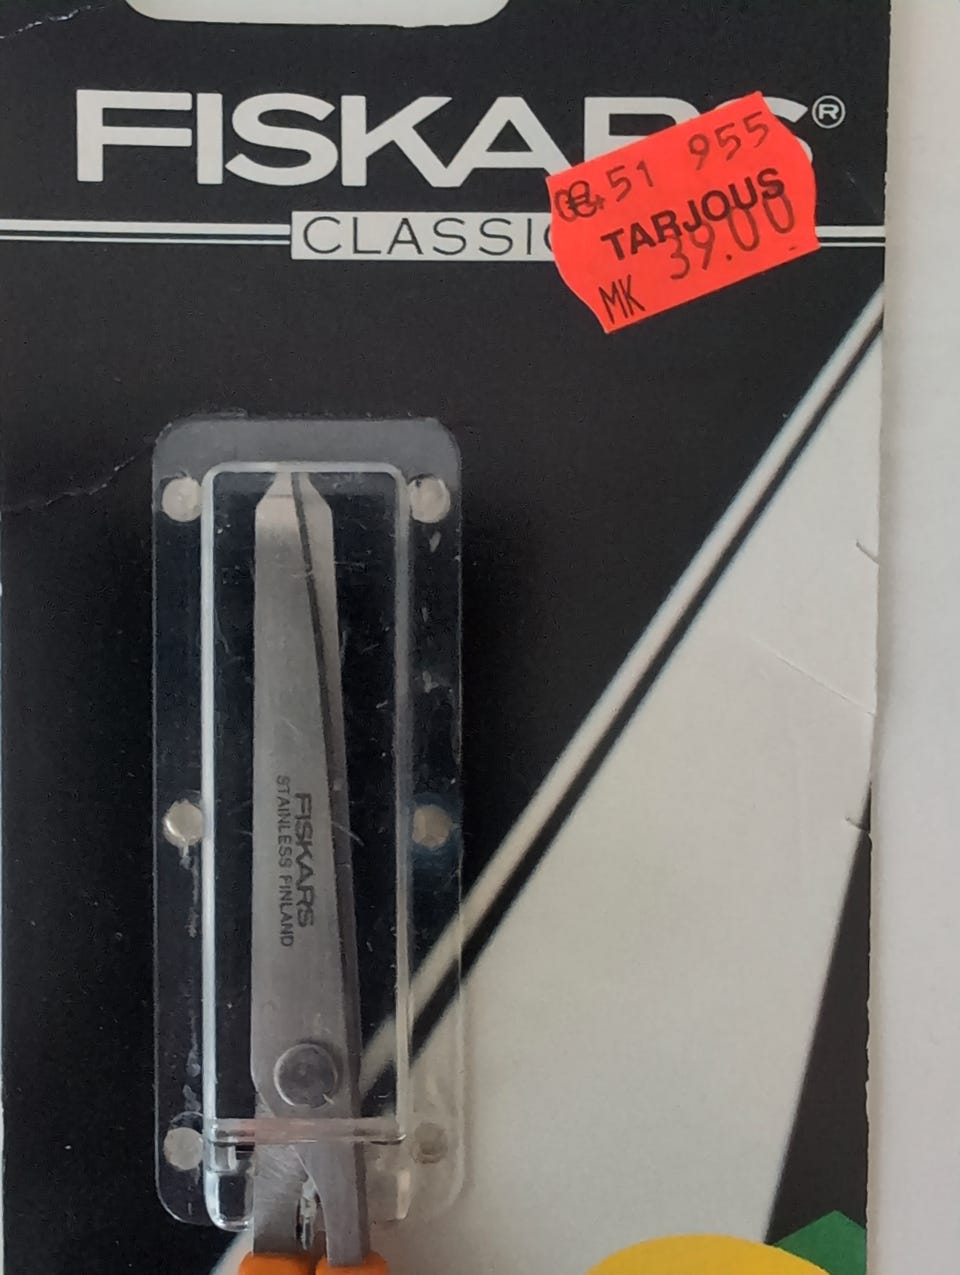 FISKARS®
CLASSIC
51 955
TARJOUS
MK 39.00
FISKARS
STAINLESS FINLAND